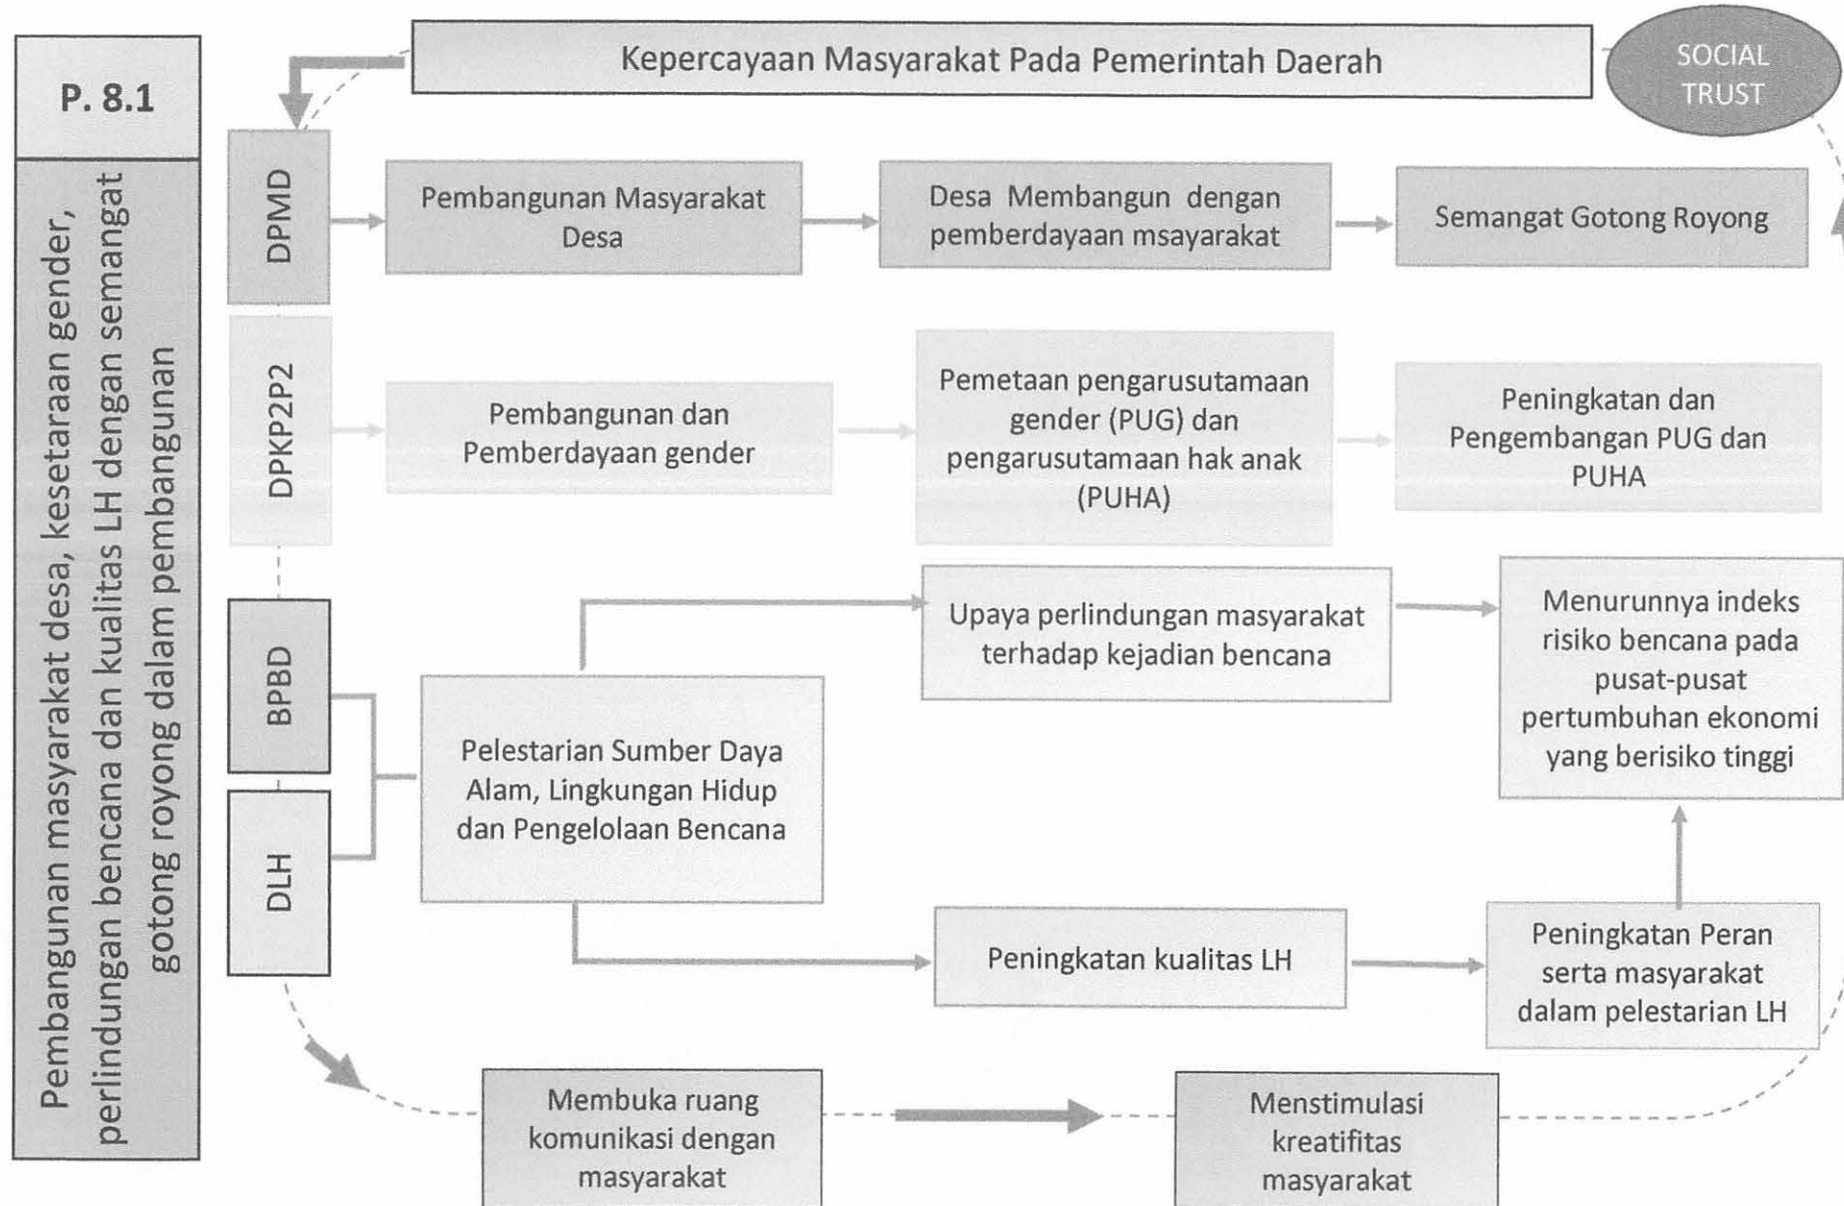 Kepercayaan Masyarakat Pada Pemerintah Daerah
SOCIAL
TRUST
P. 8.1
Pembangunan masyarakat desa, kesetaraan gender,
perlindungan bencana dan kualitas LH dengan semangat
gotong royong dalam pembangunan
DPMD
Pembangunan Masyarakat
Desa
Desa Membangun dengan
pemberdayaan msayarakat
Semangat Gotong Royong
DPKP2P2
Pembangunan dan
Pemberdayaan gender
Pemetaan pengarusutamaan
gender (PUG) dan
pengarusutamaan hak anak
(PUHA)
Peningkatan dan
Pengembangan PUG dan
PUHA
BPBD
DLH
Pelestarian Sumber Daya
Alam, Lingkungan Hidup
dan Pengelolaan Bencana
Upaya perlindungan masyarakat
terhadap kejadian bencana
Menurunnya indeks
risiko bencana pada
pusat-pusat
pertumbuhan ekonomi
yang berisiko tinggi
Peningkatan kualitas LH
Peningkatan Peran
serta masyarakat
dalam pelestarian LH
Membuka ruang
komunikasi dengan
masyarakat
Menstimulasi
kreatifitas
masyarakat